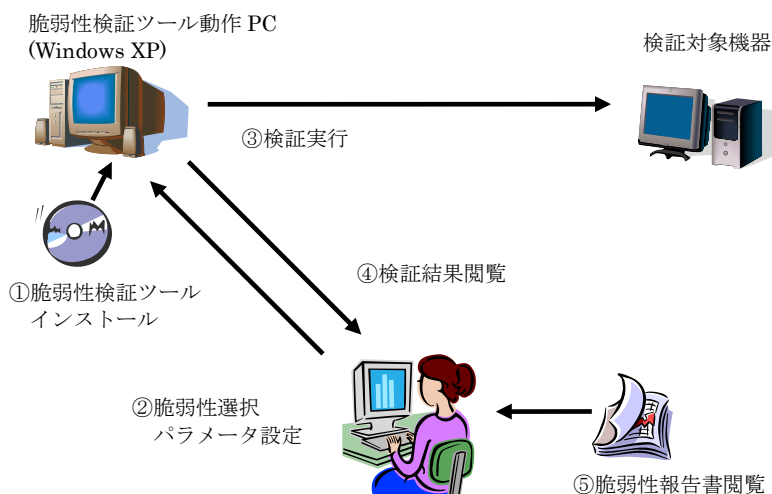 脆弱性検証ツール動作 PC
(Windows XP)
検証対象機器
③検証実行
④検証結果閲覧
①脆弱性検証ツール
インストール
②脆弱性選択
パラメータ設定
⑤脆弱性報告書閲覧